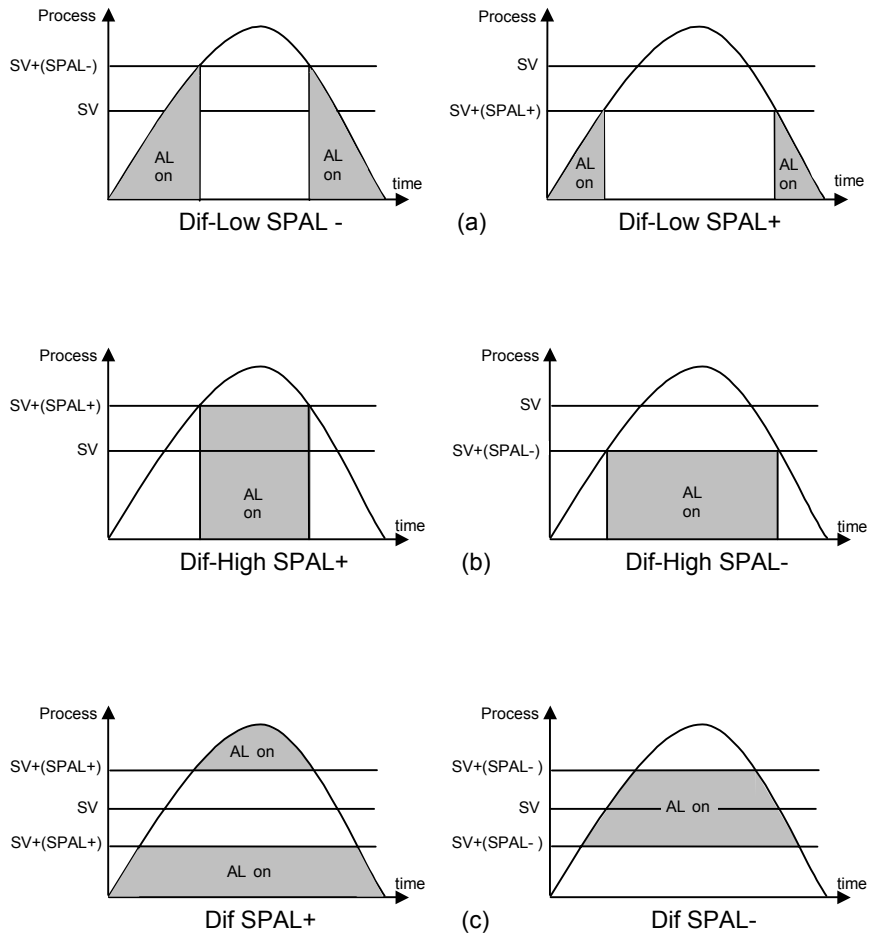 Process
SV+(SPAL-)
SV
AL
on
AL
on
time
Dif-Low SPAL -
(a)
Process
SV
SV+(SPAL+)
AL
on
AL
on
time
Dif-Low SPAL+
Process
SV+(SPAL+)
SV
AL
on
time
Dif-High SPAL+
(b)
Process
SV
SV+(SPAL-)
AL
on
time
Dif-High SPAL-
Process
SV+(SPAL+)
SV
SV+(SPAL+)
AL on
AL on
time
Dif SPAL+
(c)
Process
SV+(SPAL- )
SV
SV+(SPAL- )
AL on
time
Dif SPAL-